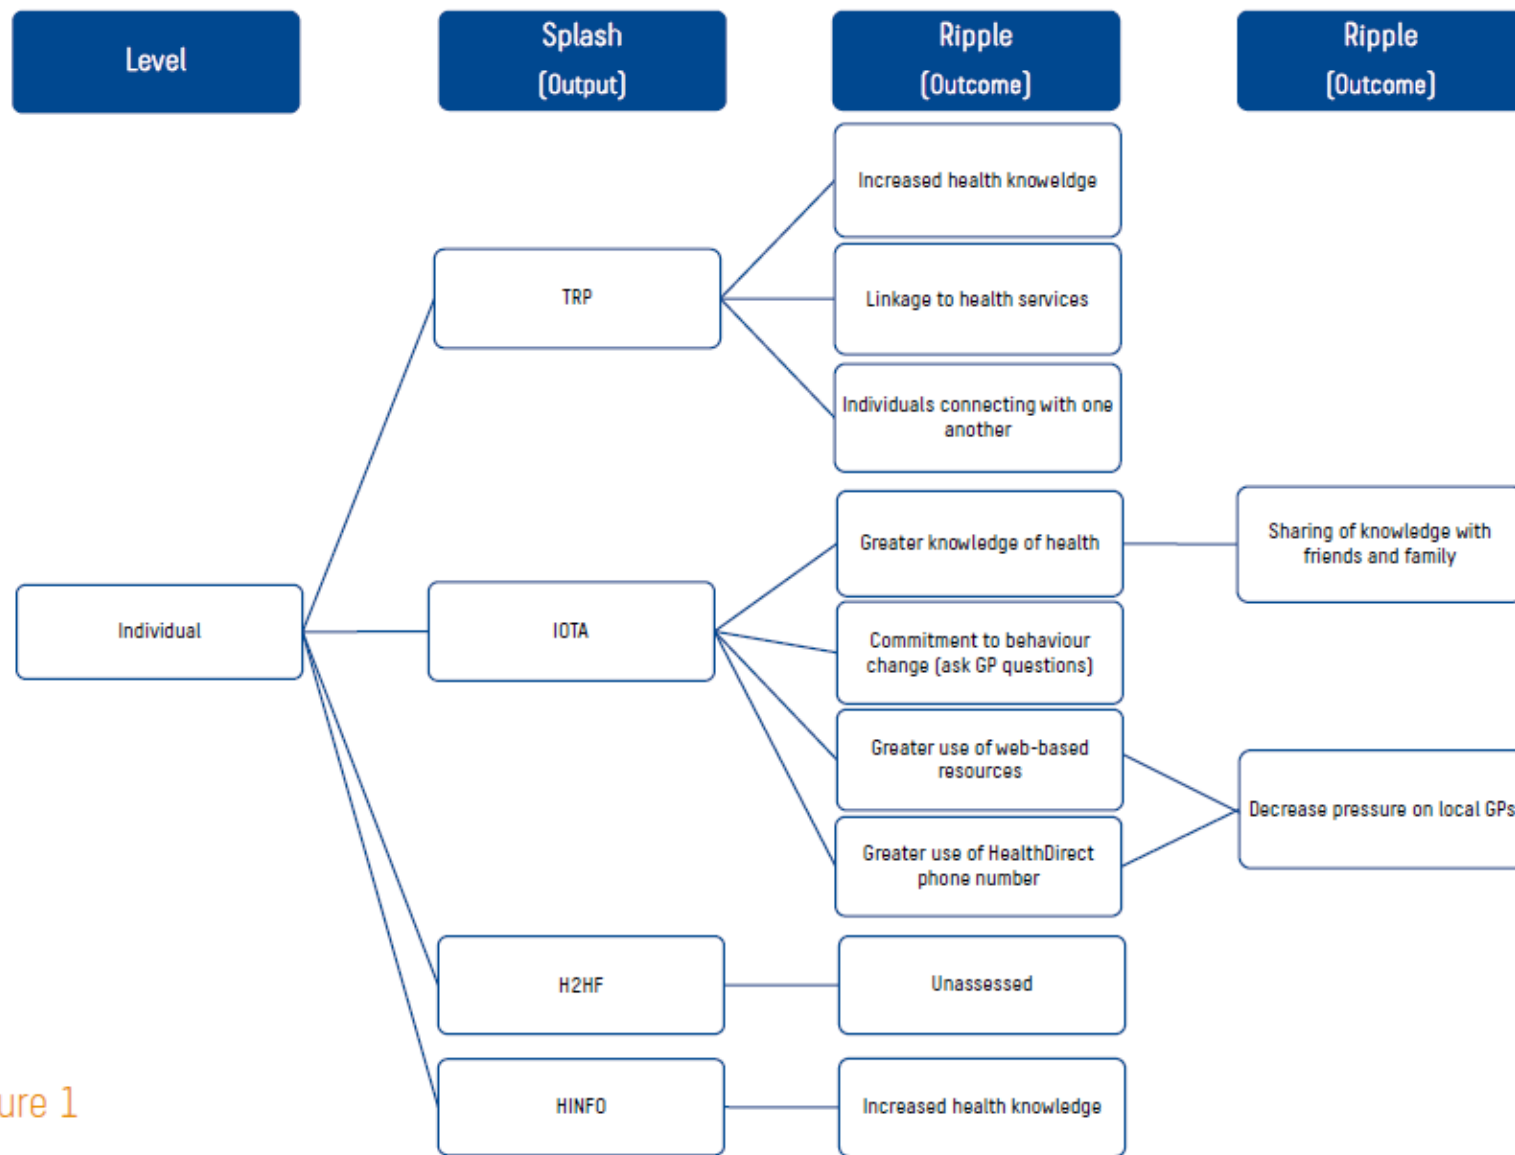 Level
Splash
(Output)
Ripple
(Outcome)
Ripple
(Outcome)
Increased health knoweldge
TRP
Linkage to health services
Individuals connecting with one
another
Greater knowledge of health
Sharing of knowledge with
friends and family
Individual
IOTA
Commitment to behaviour
change (ask GP questions)
Greater use of web-based
resources
Decrease pressure on local GPs
Greater use of HealthDirect
phone number
H2HF
Unassessed
HINFO
Increased health knowledge
ure 1